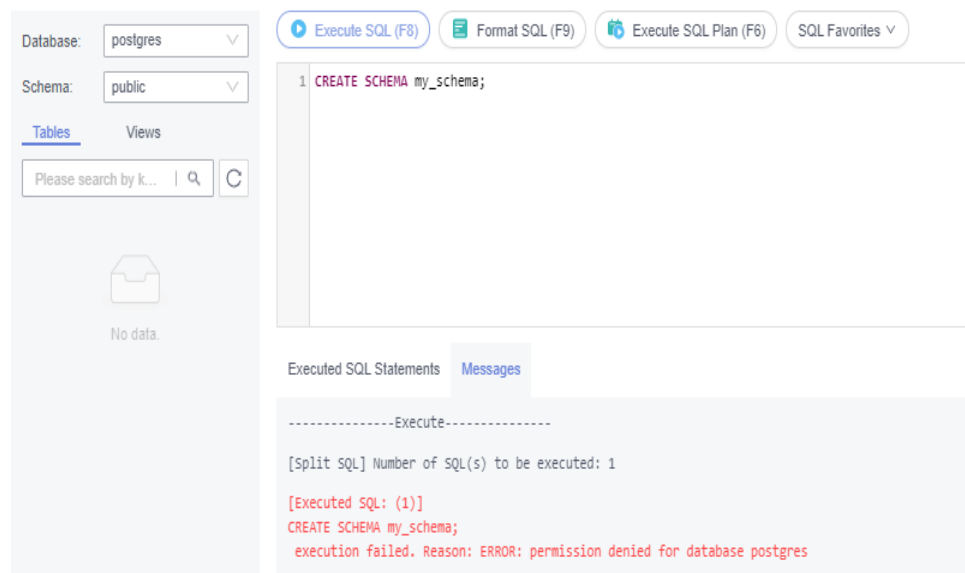 Database:
postgres
Schema:
public
Tables
Views
Please search by k...
No data.
Execute SQL (F8)
Format SQL (F9)
Execute SQL Plan (F6)
SQL Favorites
1 CREATE SCHEMA my_schema;
Executed SQL Statements
Messages
---------------Execute---------------
[Split SQL] Number of SQL(s) to be executed: 1
[Executed SQL: (1)]
CREATE SCHEMA my_schema;
execution failed. Reason: ERROR: permission denied for database postgres